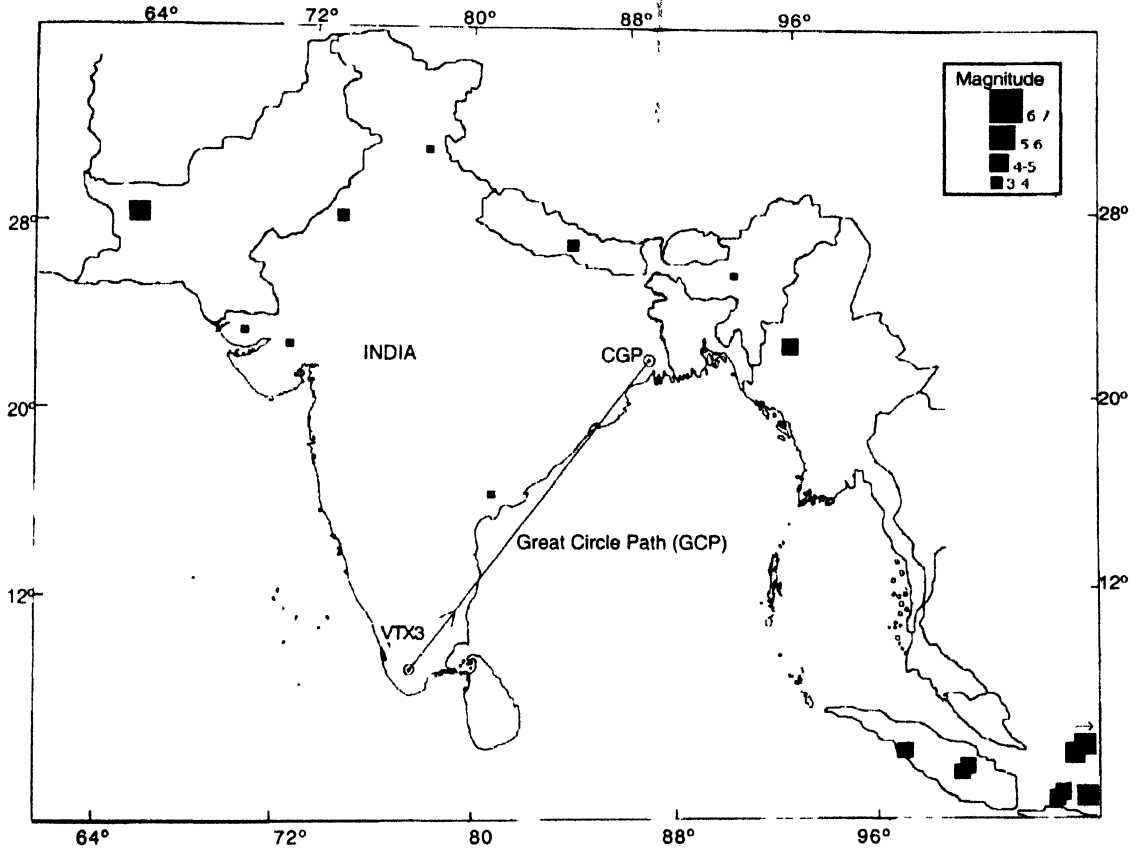 64° 72° 80° 88° 96°
Magnitude
6 7
5 6
4-5
3 4
28° 28°
INDIA
CGP
20° 20°
Great Circle Path (GCP)
12° 12°
VTX3
64° 72° 80 88° 96°